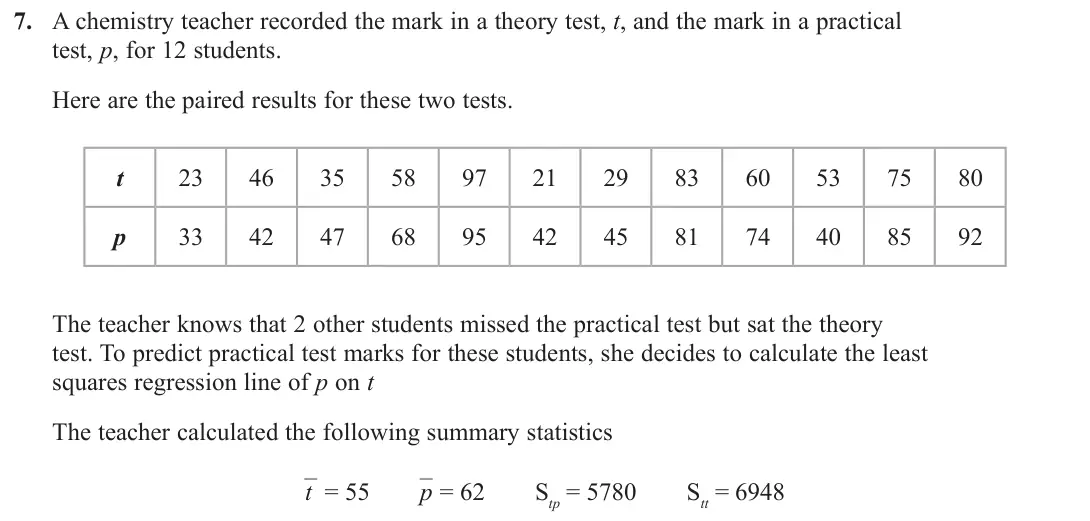 7. A chemistry teacher recorded the mark in a theory test, t, and the mark in a practical
test, p, for 12 students.
Here are the paired results for these two tests.
t 23 46 35 58 97 21 29 83 60 53 75 80
p 33 42 47 68 95 42 45 81 74 40 85 92
The teacher knows that 2 other students missed the practical test but sat the theory
test. To predict practical test marks for these students, she decides to calculate the least
squares regression line of p on t
The teacher calculated the following summary statistics
t̅ = 55 p̅ = 62 Sₜₚ = 5780 Sₜₜ = 6948